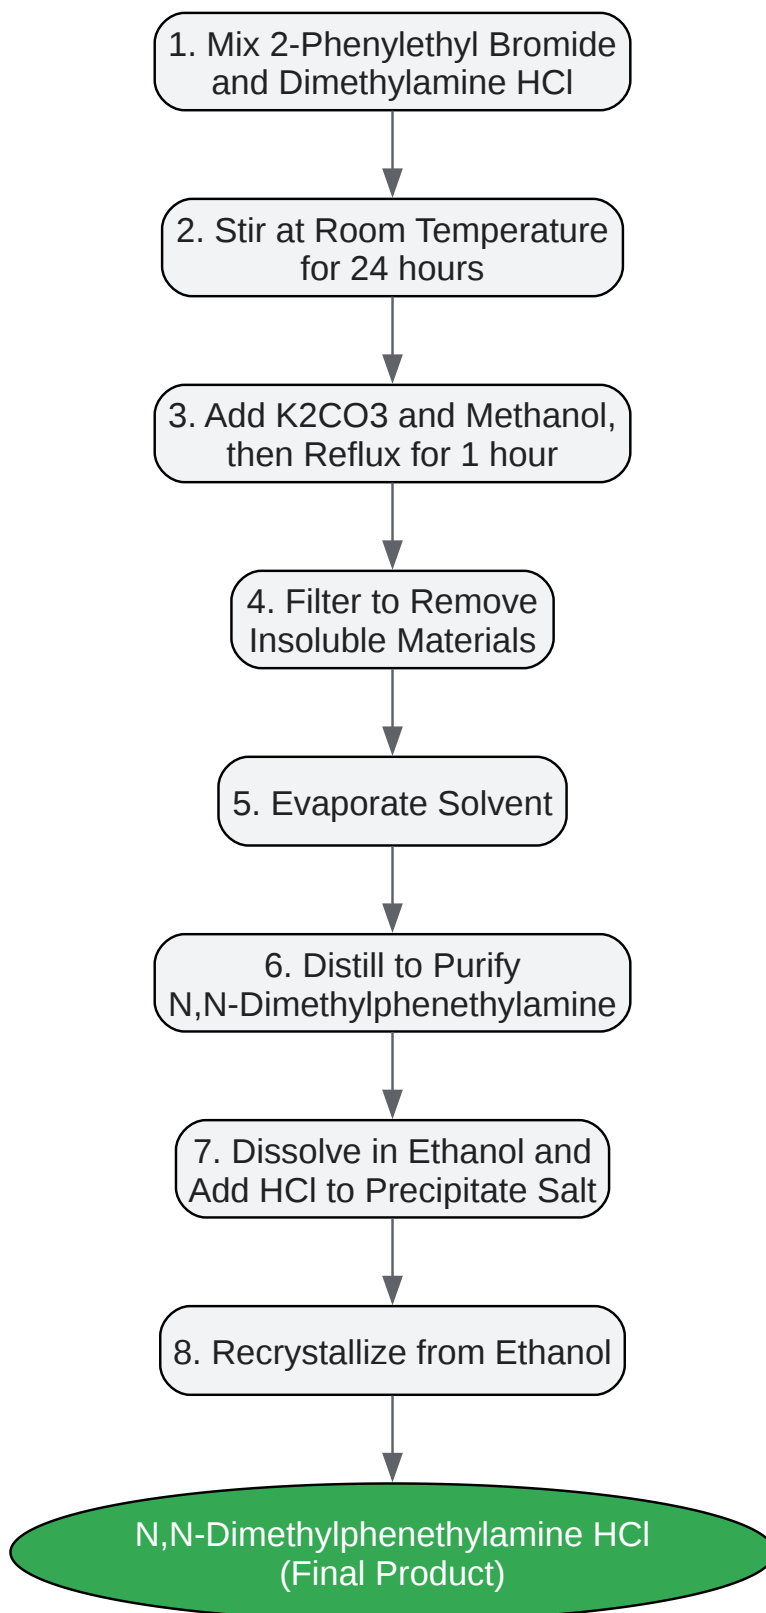 1. Mix 2-Phenylethyl Bromide
and Dimethylamine HCl
2. Stir at Room Temperature
for 24 hours
3. Add K2CO3 and Methanol,
then Reflux for 1 hour
4. Filter to Remove
Insoluble Materials
5. Evaporate Solvent
6. Distill to Purify
N,N-Dimethylphenethylamine
7. Dissolve in Ethanol and
Add HCl to Precipitate Salt
8. Recrystallize from Ethanol
N,N-Dimethylphenethylamine HCl
(Final Product)